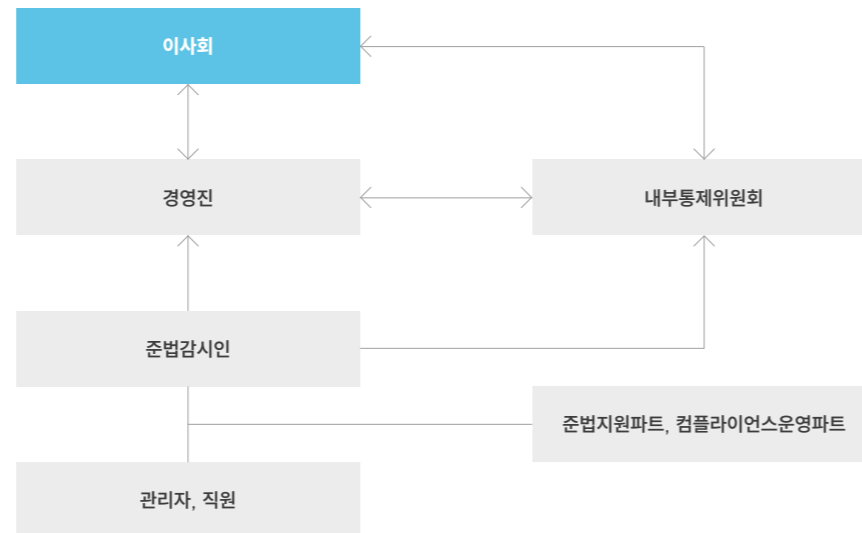 이사회
경영진
내부통제위원회
준법감시인
준법지원파트, 컴플라이언스운영파트
관리자, 직원